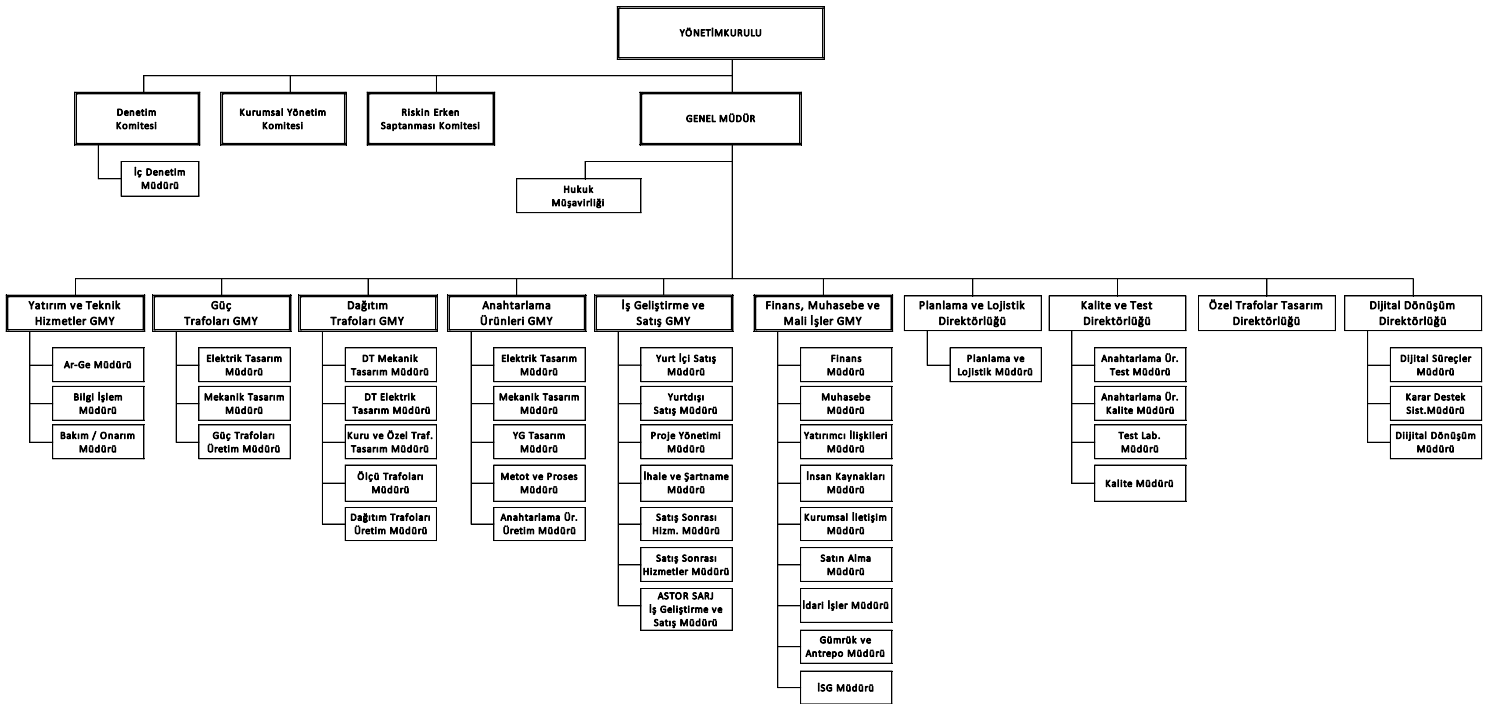 YÖNETİMKURULU
Denetim
Komitesi
Kurumsal Yönetim
Komitesi
Riskin Erken
Saptanması Komitesi
GENEL MÜDÜR
İç Denetim
Müdürü
Hukuk
Müşavirliği
Yatırım ve Teknik
Hizmetler GMY
Güç
Trafoları GMY
Dağıtım
Trafoları GMY
Anahtarlama
Ürünleri GMY
İş Geliştirme ve
Satış GMY
Finans, Muhasebe ve
Mali İşler GMY
Planlama ve Lojistik
Direktörlüğü
Kalite ve Test
Direktörlüğü
Özel Trafolar Tasarım
Direktörlüğü
Dijital Dönüşüm
Direktörlüğü
Ar-Ge Müdürü
Bilgi İşlem
Müdürü
Bakım / Onarım
Müdürü
Elektrik Tasarım
Müdürü
Mekanik Tasarım
Müdürü
Güç Trafoları
Üretim Müdürü
DT Mekanik
Tasarım Müdürü
DT Elektrik
Tasarım Müdürü
Kuru ve Özel Traf.
Tasarım Müdürü
Ölçü Trafoları
Müdürü
Dağıtım Trafoları
Üretim Müdürü
Elektrik Tasarım
Müdürü
Mekanik Tasarım
Müdürü
YG Tasarım
Müdürü
Metot ve Proses
Müdürü
Anahtarlama Ür.
Üretim Müdürü
Yurt İçi Satış
Müdürü
Yurtdışı
Satış Müdürü
Proje Yönetimi
Müdürü
İhale ve Şartname
Müdürü
Satış Sonrası
Hizm. Müdürü
Satış Sonrası
Hizmetler Müdürü
ASTOR SARJ
İş Geliştirme ve
Satış Müdürü
Finans
Müdürü
Muhasebe
Müdürü
Yatırımcı İlişkileri
Müdürü
İnsan Kaynakları
Müdürü
Kurumsal İletişim
Müdürü
Satın Alma
Müdürü
İdari İşler Müdürü
Gümrük ve
Antrepo Müdürü
İSG Müdürü
Planlama ve
Lojistik Müdürü
Anahtarlama Ür.
Test Müdürü
Anahtarlama Ür.
Kalite Müdürü
Test Lab.
Müdürü
Kalite Müdürü
Dijital Süreçler
Müdürü
Karar Destek
Sist.Müdürü
Diijital Dönüşüm
Müdürü